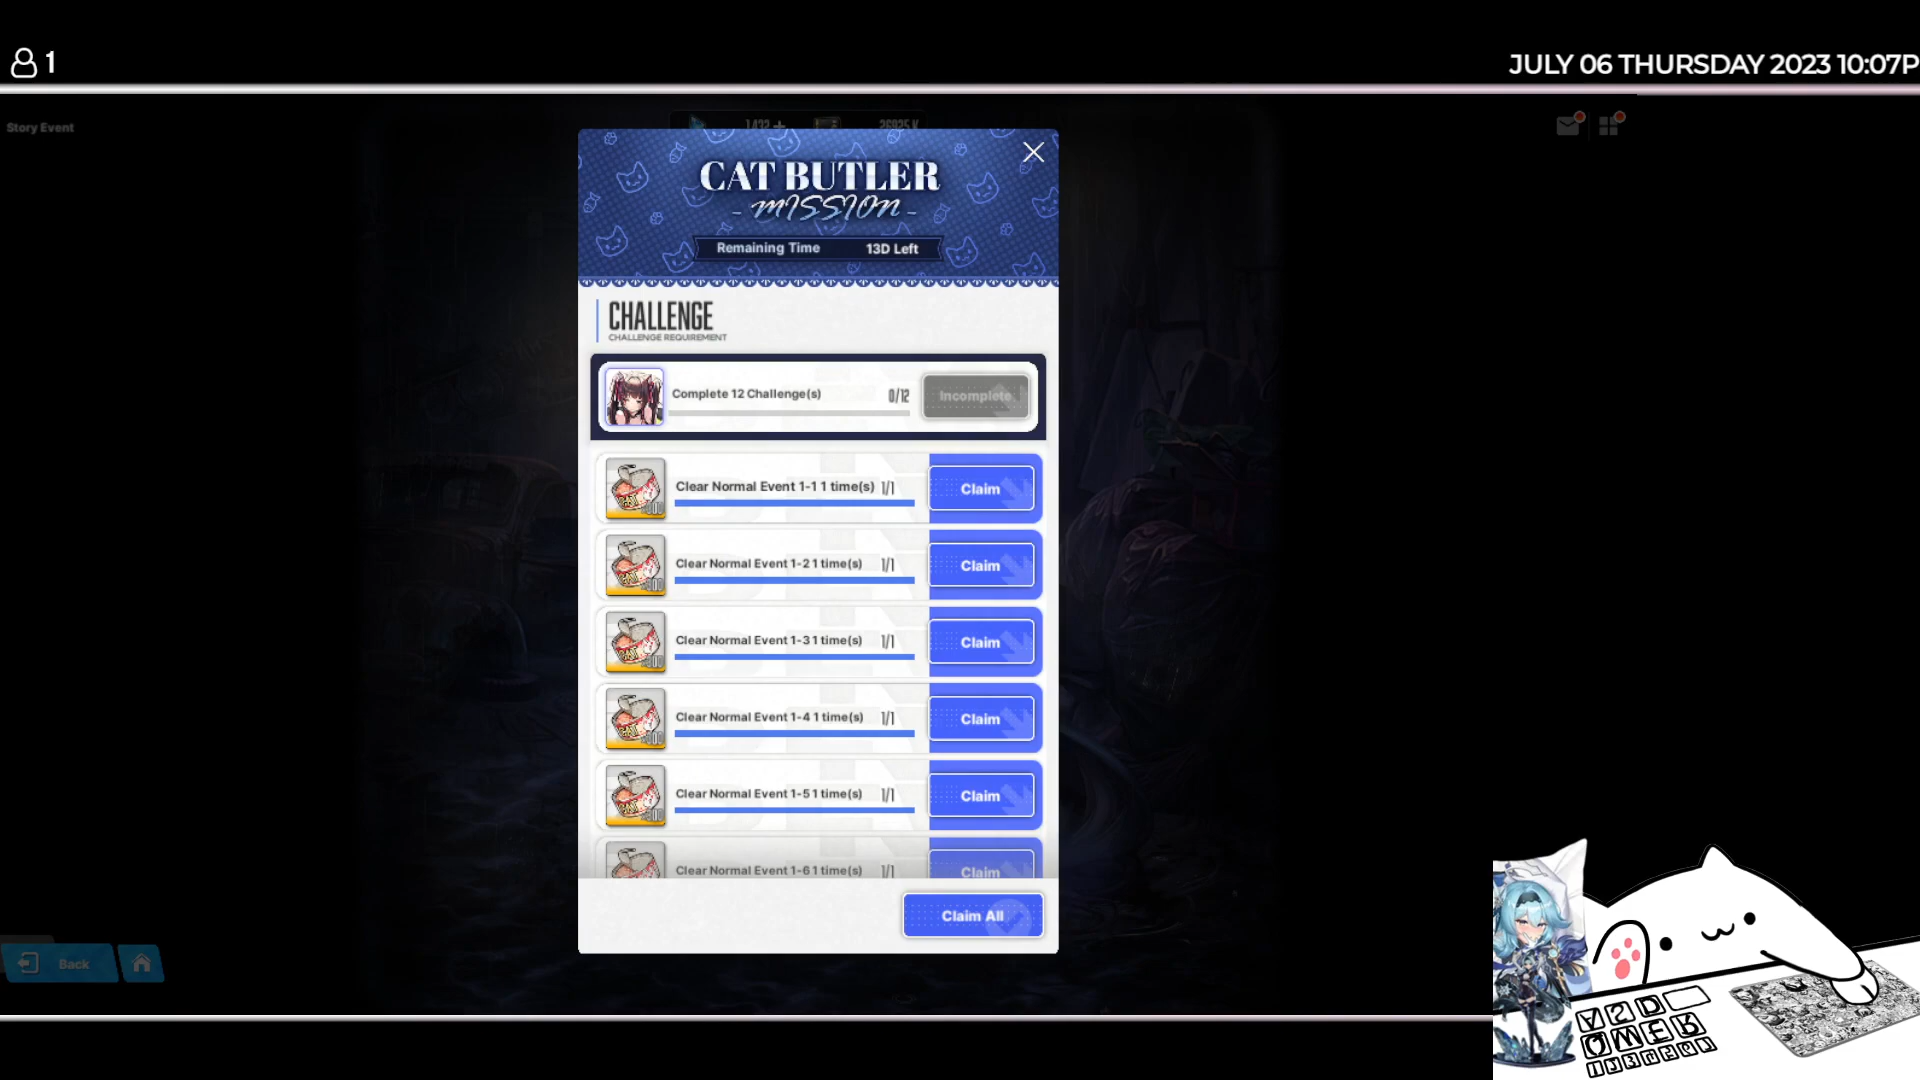 1
JULY 06 THURSDAY 2023 10:07P
Story Event
1,432 +
CAT BUTLER
- MISSION -
Remaining Time 13D Left
CHALLENGE
CHALLENGE REQUIREMENT
Complete 12 Challenge(s) 0/12 Incomplete
Clear Normal Event 1-1 1 time(s) 1/1 Claim
Clear Normal Event 1-2 1 time(s) 1/1 Claim
Clear Normal Event 1-3 1 time(s) 1/1 Claim
Clear Normal Event 1-4 1 time(s) 1/1 Claim
Clear Normal Event 1-5 1 time(s) 1/1 Claim
Clear Normal Event 1-6 1 time(s) 1/1 Claim
Claim All
Back